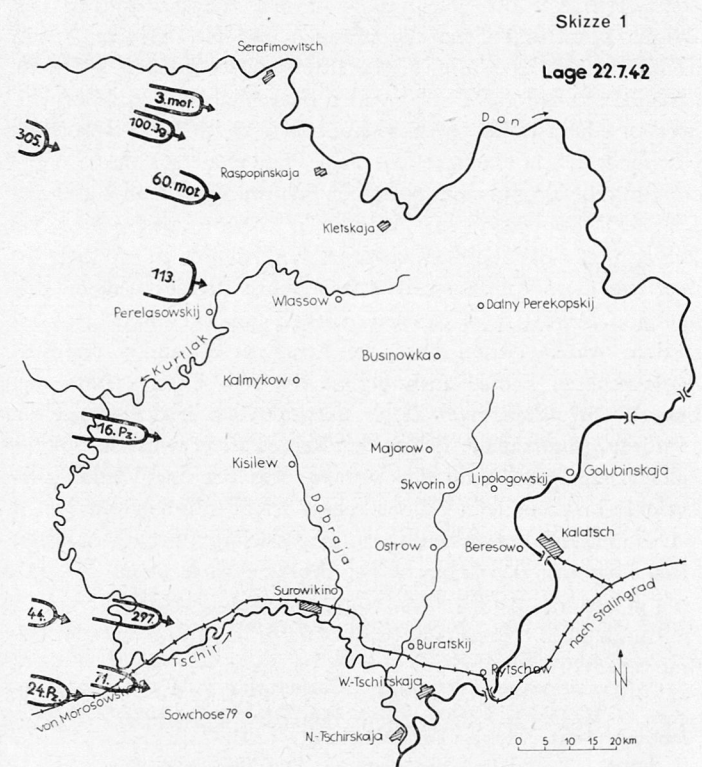 Skizze 1
Serafimowitsch
Lage 22.7.42
3.mot.
100.Jg
305.
Don
Raspopinskaja
60.mot
Kletskaja
113.
Wlassow
Dalny Perekopskij
Perelasowskij
Kurtlak
Businowka
Kalmykow
16.Pz.
Majorow
Kisilew
Skvorin
Lipologowskij
Golubinskaja
Dobraja
Kalatsch
Ostrow
Beresow
Surowikino
44.
297.
nach Stalingrad
Tschir
Buratskij
Rytschow
71.
24.Pz.
W.-Tschirskaja
von Morosowskaja
Sowchose 79
N.-Tschirskaja
N
0 5 10 15 20 km